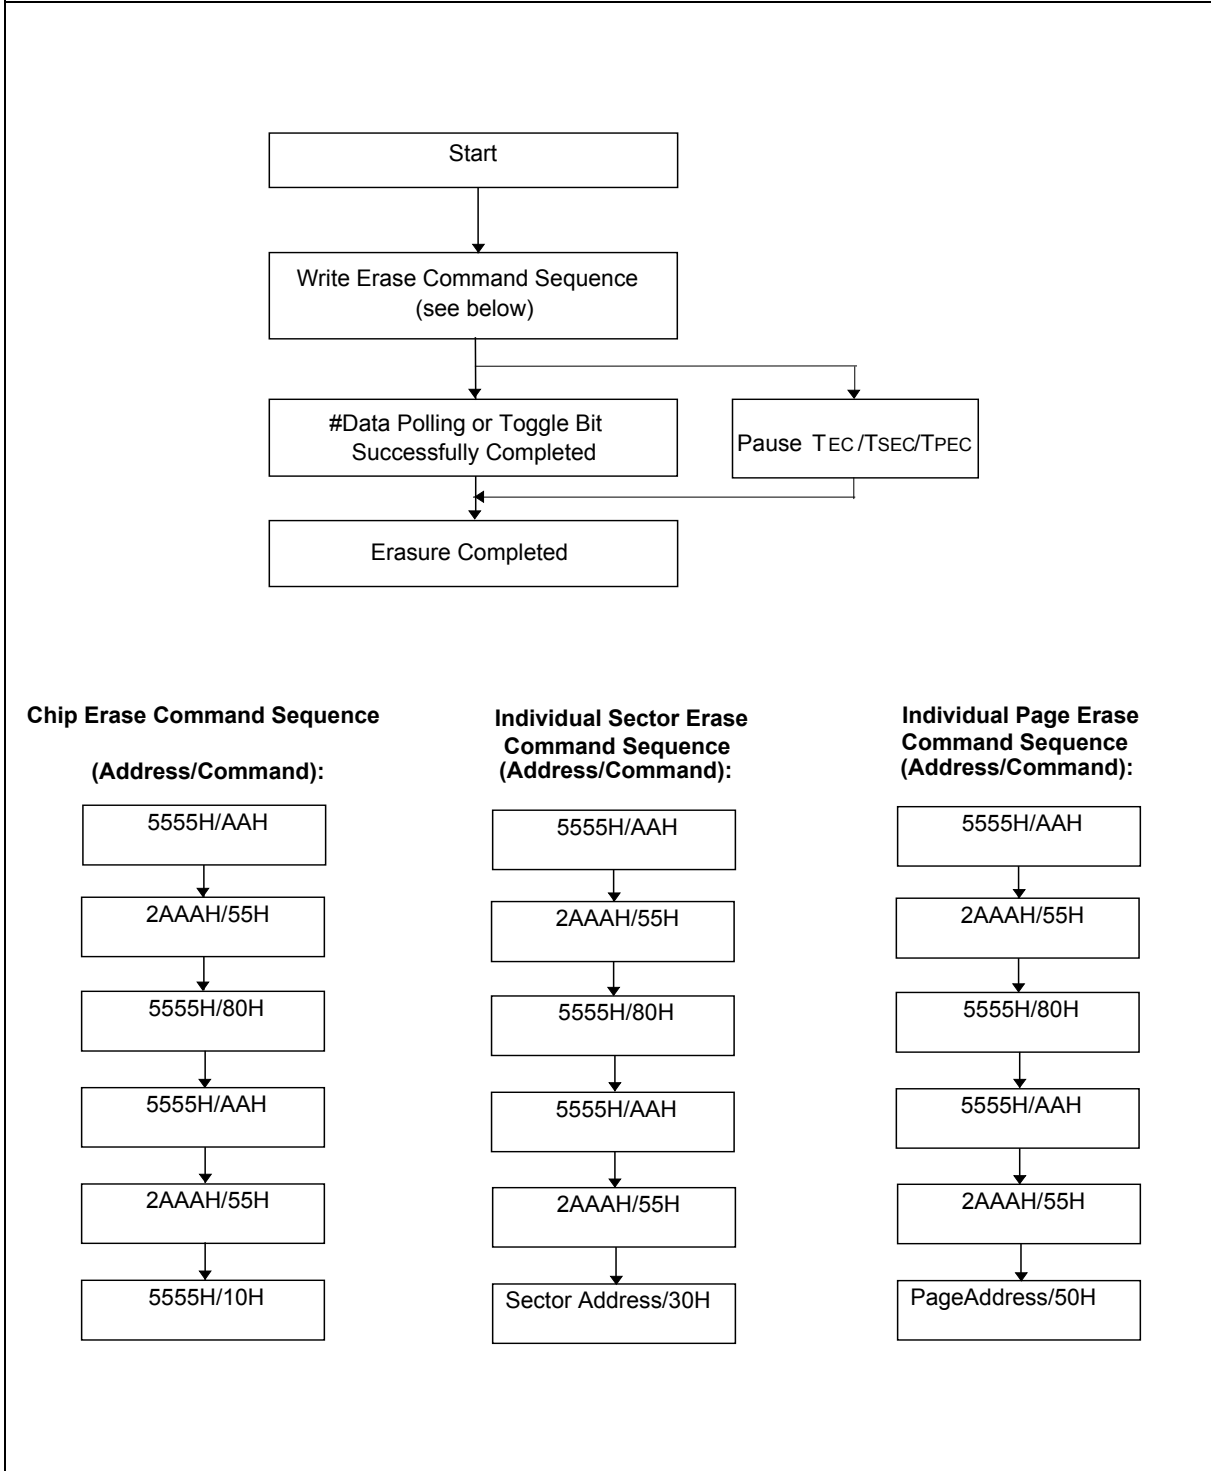 Start
Write Erase Command Sequence
(see below)
#Data Polling or Toggle Bit
Successfully Completed
Pause TEC/TSEC/TPEC
Erasure Completed
Chip Erase Command Sequence
(Address/Command):
5555H/AAH
2AAAH/55H
5555H/80H
5555H/AAH
2AAAH/55H
5555H/10H
Individual Sector Erase
Command Sequence
(Address/Command):
5555H/AAH
2AAAH/55H
5555H/80H
5555H/AAH
2AAAH/55H
Sector Address/30H
Individual Page Erase
Command Sequence
(Address/Command):
5555H/AAH
2AAAH/55H
5555H/80H
5555H/AAH
2AAAH/55H
PageAddress/50H